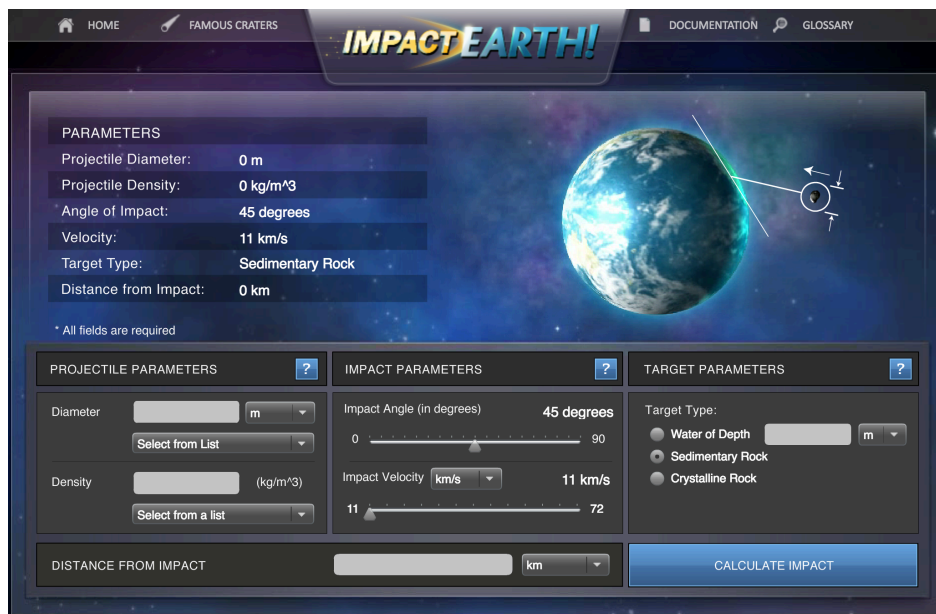 HOME FAMOUS CRATERS IMPACT EARTH! DOCUMENTATION GLOSSARY
PARAMETERS
Projectile Diameter: 0 m
Projectile Density: 0 kg/m^3
Angle of Impact: 45 degrees
Velocity: 11 km/s
Target Type: Sedimentary Rock
Distance from Impact: 0 km
* All fields are required
PROJECTILE PARAMETERS ?
Diameter m
Select from List
Density (kg/m^3)
Select from a list
IMPACT PARAMETERS ?
Impact Angle (in degrees) 45 degrees
0 90
Impact Velocity km/s 11 km/s
11 72
TARGET PARAMETERS ?
Target Type:
Water of Depth m
Sedimentary Rock
Crystalline Rock
DISTANCE FROM IMPACT km
CALCULATE IMPACT